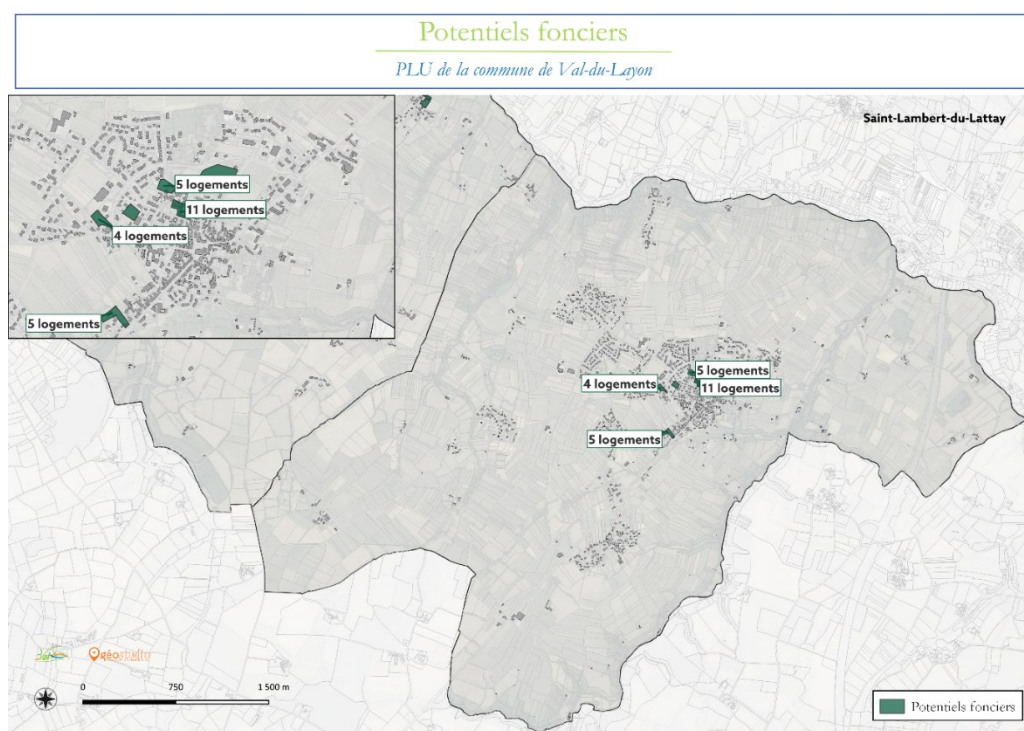 Potentiels fonciers
PLU de la commune de Val-du-Layon
Saint-Lambert-du-Lattay
5 logements
11 logements
4 logements
5 logements
5 logements
4 logements
11 logements
5 logements
géostudio
0 750 1 500 m
Potentiels fonciers